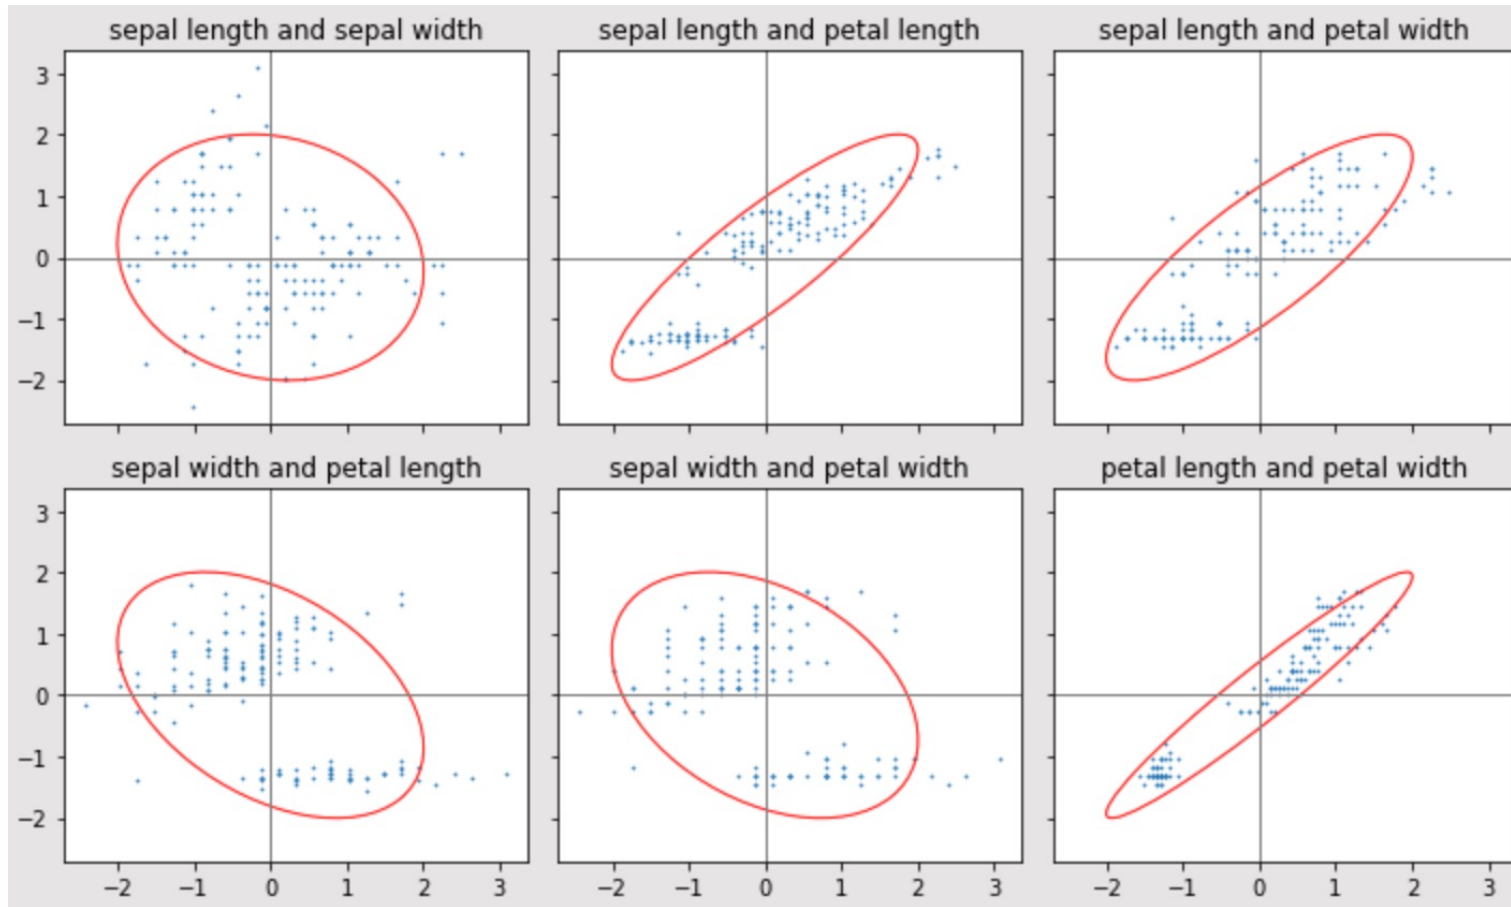 sepal length and sepal width
sepal length and petal length
sepal length and petal width
3
2
1
0
−1
−2
sepal width and petal length
sepal width and petal width
petal length and petal width
3
2
1
0
−1
−2
−2 −1 0 1 2 3
−2 −1 0 1 2 3
−2 −1 0 1 2 3